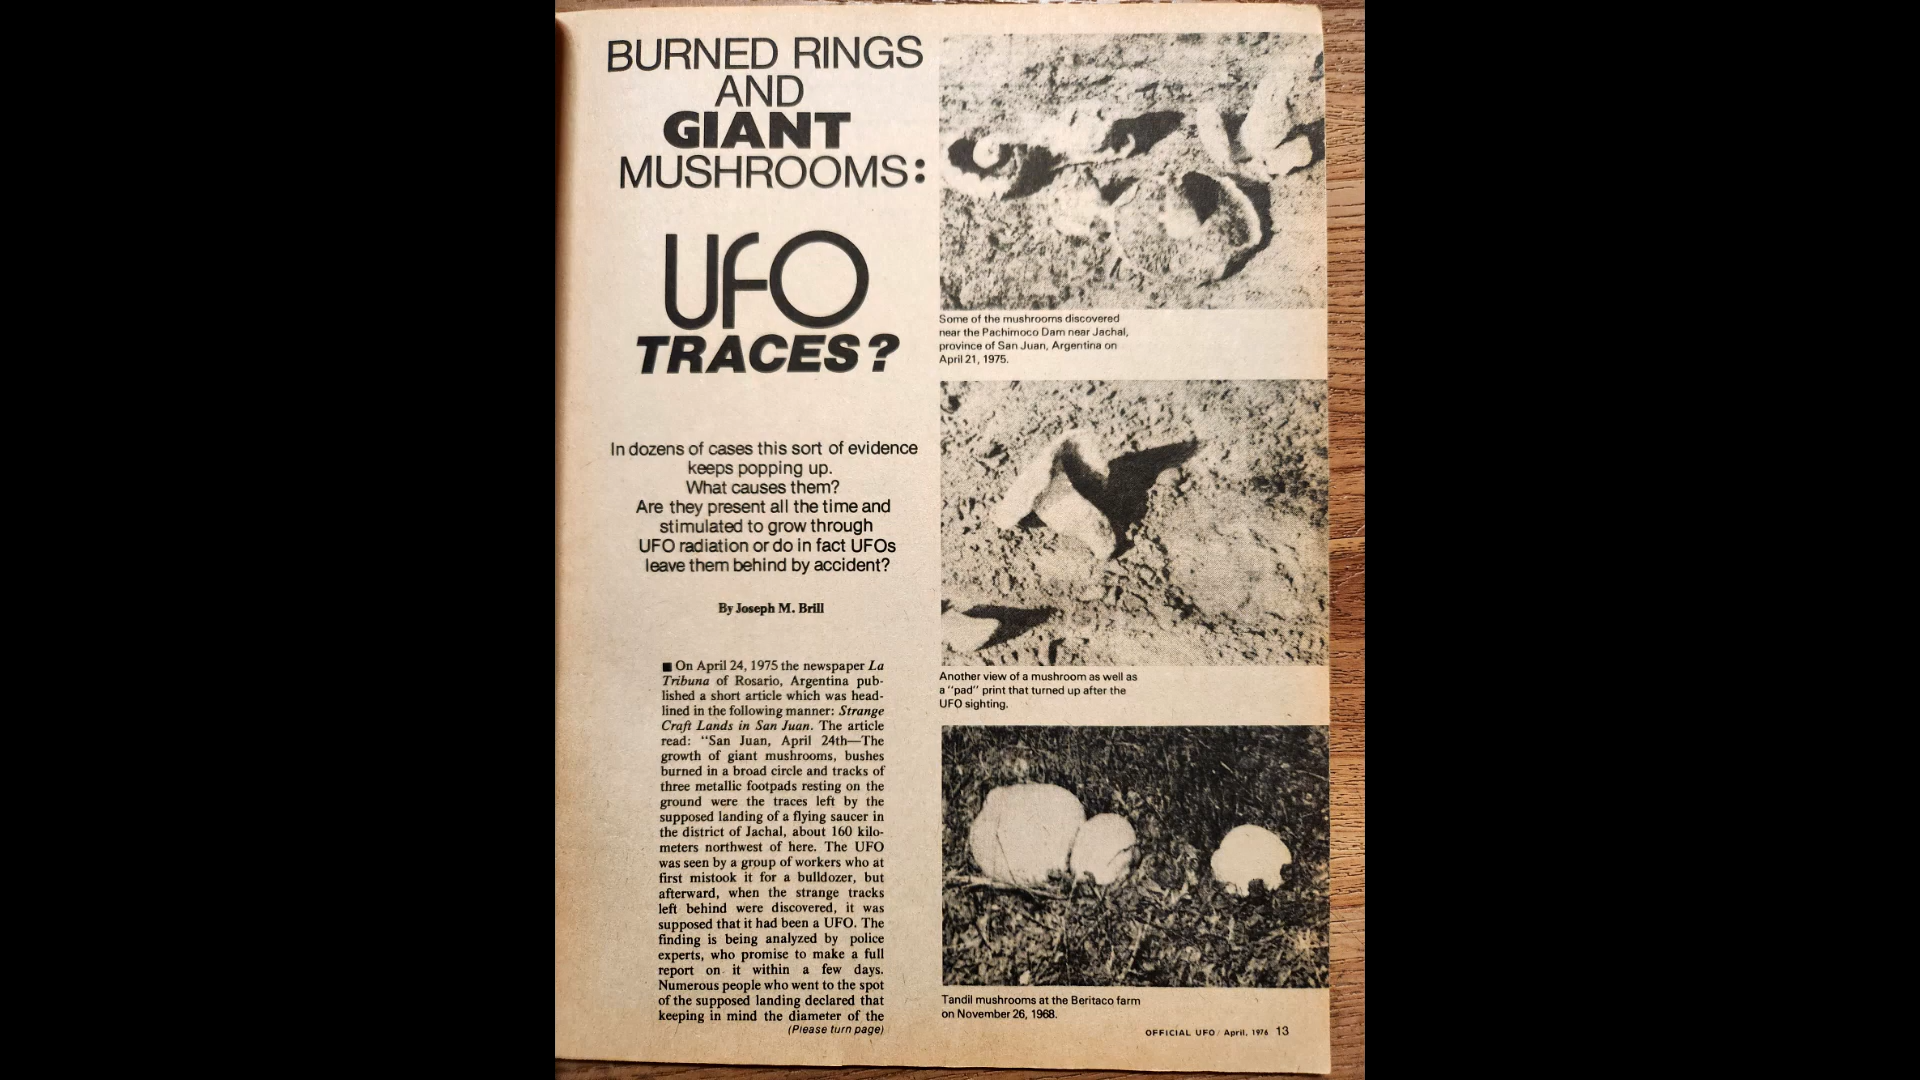 BURNED RINGS
AND
GIANT
MUSHROOMS:
UFO
TRACES?
In dozens of cases this sort of evidence
keeps popping up.
What causes them?
Are they present all the time and
stimulated to grow through
UFO radiation or do in fact UFOs
leave them behind by accident?
By Joseph M. Brill
■ On April 24, 1975 the newspaper La
Tribuna of Rosario, Argentina pub-
lished a short article which was head-
lined in the following manner: Strange
Craft Lands in San Juan. The article
read: “San Juan, April 24th—The
growth of giant mushrooms, bushes
burned in a broad circle and tracks of
three metallic footpads resting on the
ground were the traces left by the
supposed landing of a flying saucer in
the district of Jachal, about 160 kilo-
meters northwest of here. The UFO
was seen by a group of workers who at
first mistook it for a bulldozer, but
afterward, when the strange tracks
left behind were discovered, it was
supposed that it had been a UFO. The
finding is being analyzed by police
experts, who promise to make a full
report on it within a few days.
Numerous people who went to the spot
of the supposed landing declared that
keeping in mind the diameter of the
(Please turn page)
Some of the mushrooms discovered
near the Pachimoco Dam near Jachal,
province of San Juan, Argentina on
April 21, 1975.
Another view of a mushroom as well as
a "pad" print that turned up after the
UFO sighting.
Tandil mushrooms at the Beritaco farm
on November 26, 1968.
OFFICIAL UFO / April, 1976 13